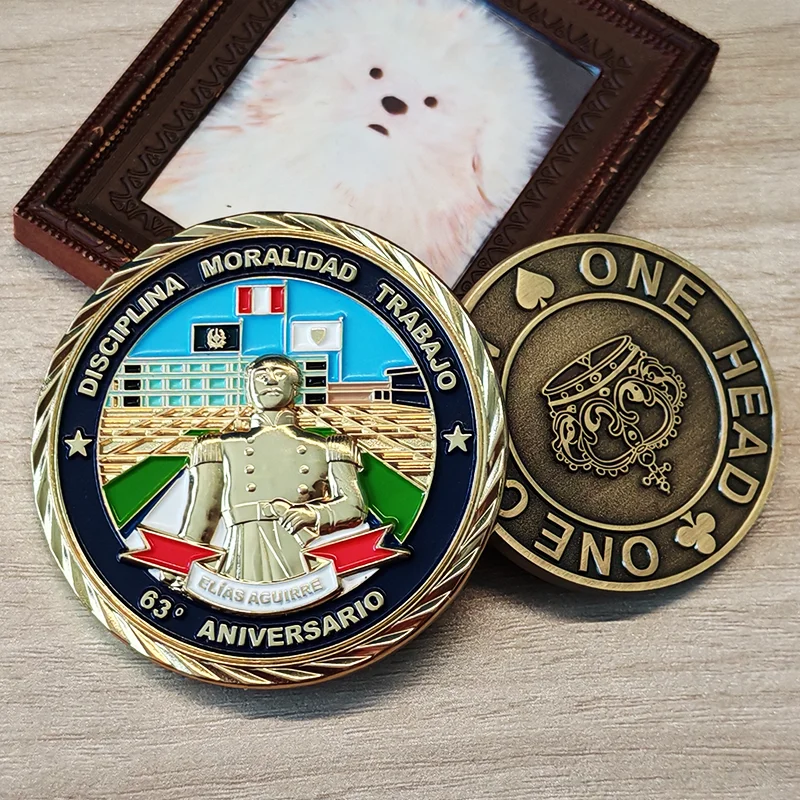 DISCIPLINA MORALIDAD TRABAJO
ELÍAS AGUIRRE
63° ANIVERSARIO
ONE HEAD
ONE